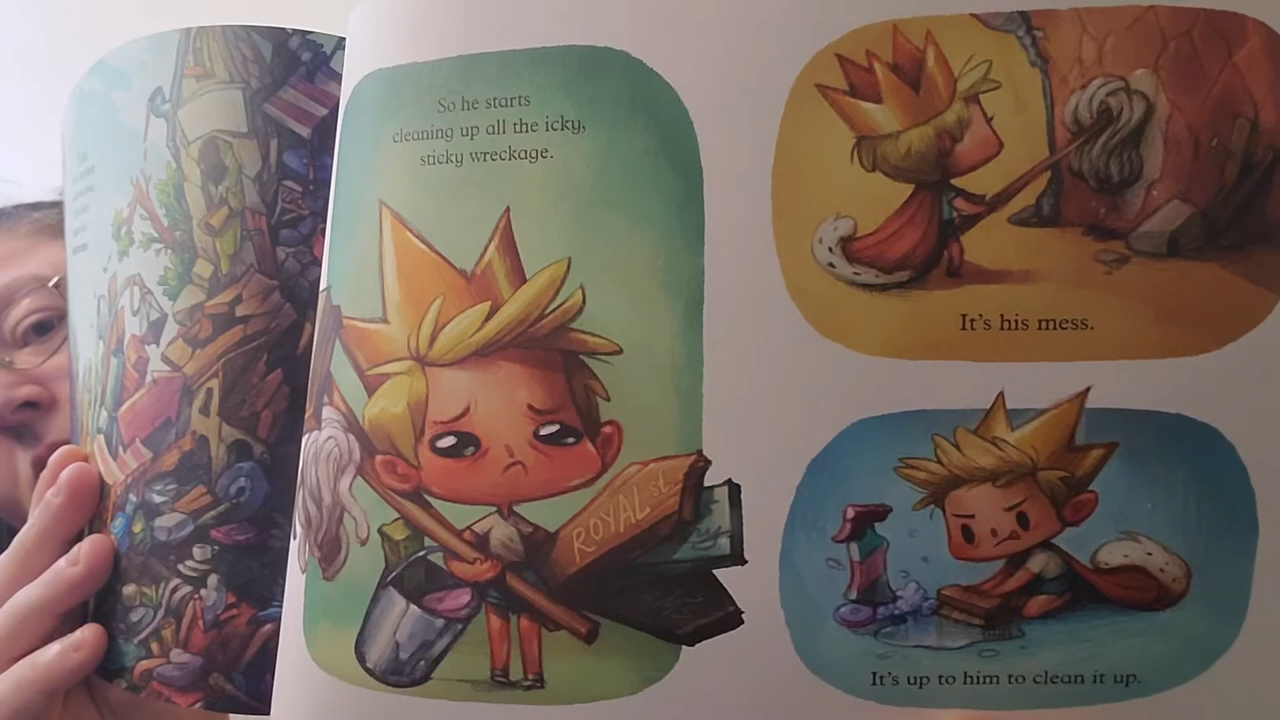 So he starts
cleaning up all the icky,
sticky wreckage.
ROYAL st.
It's his mess.
It's up to him to clean it up.